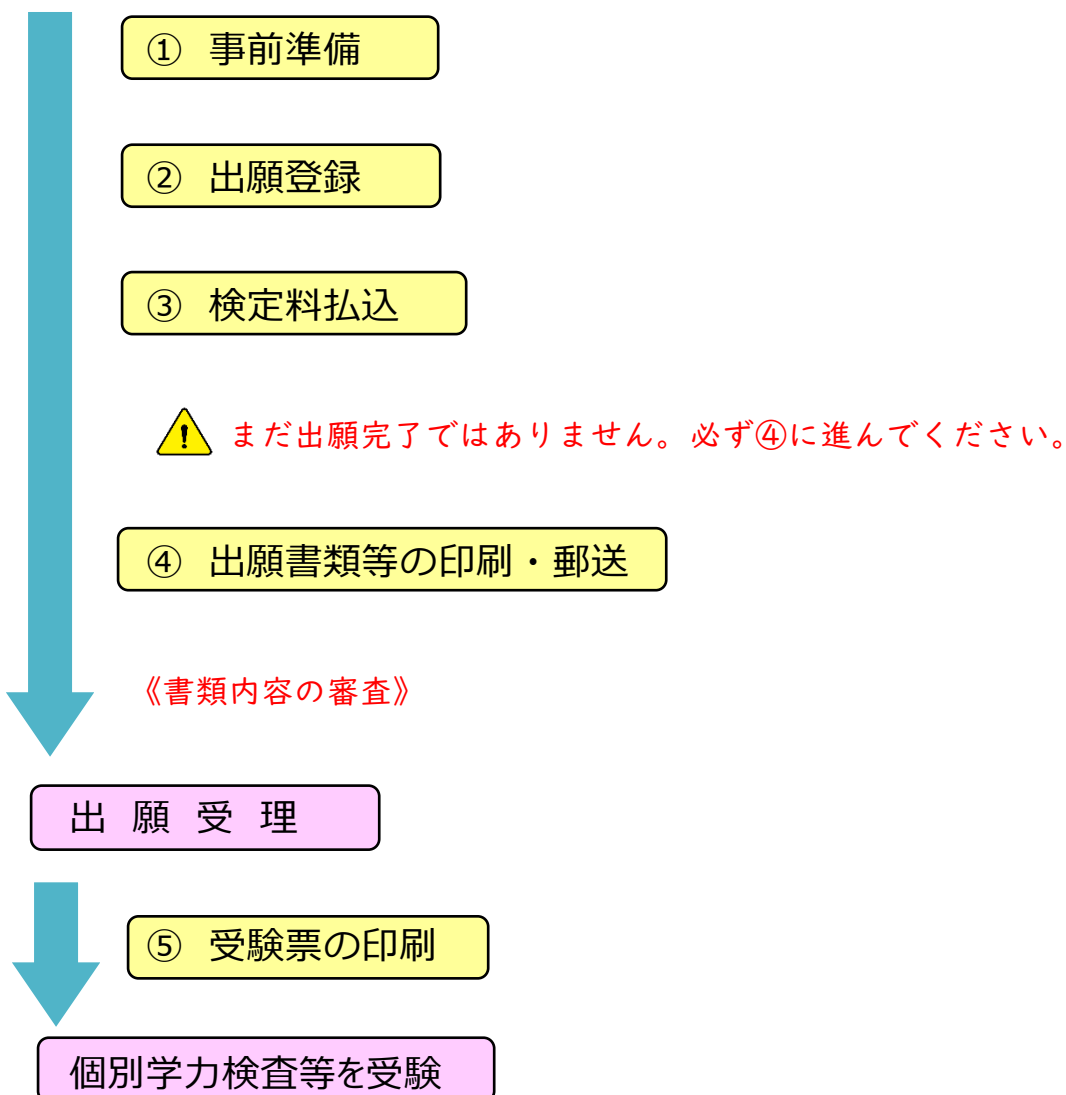 ① 事前準備
② 出願登録
③ 検定料払込
まだ出願完了ではありません。必ず④に進んでください。
④ 出願書類等の印刷・郵送
《書類内容の審査》
出 願 受 理
⑤ 受験票の印刷
個別学力検査等を受験